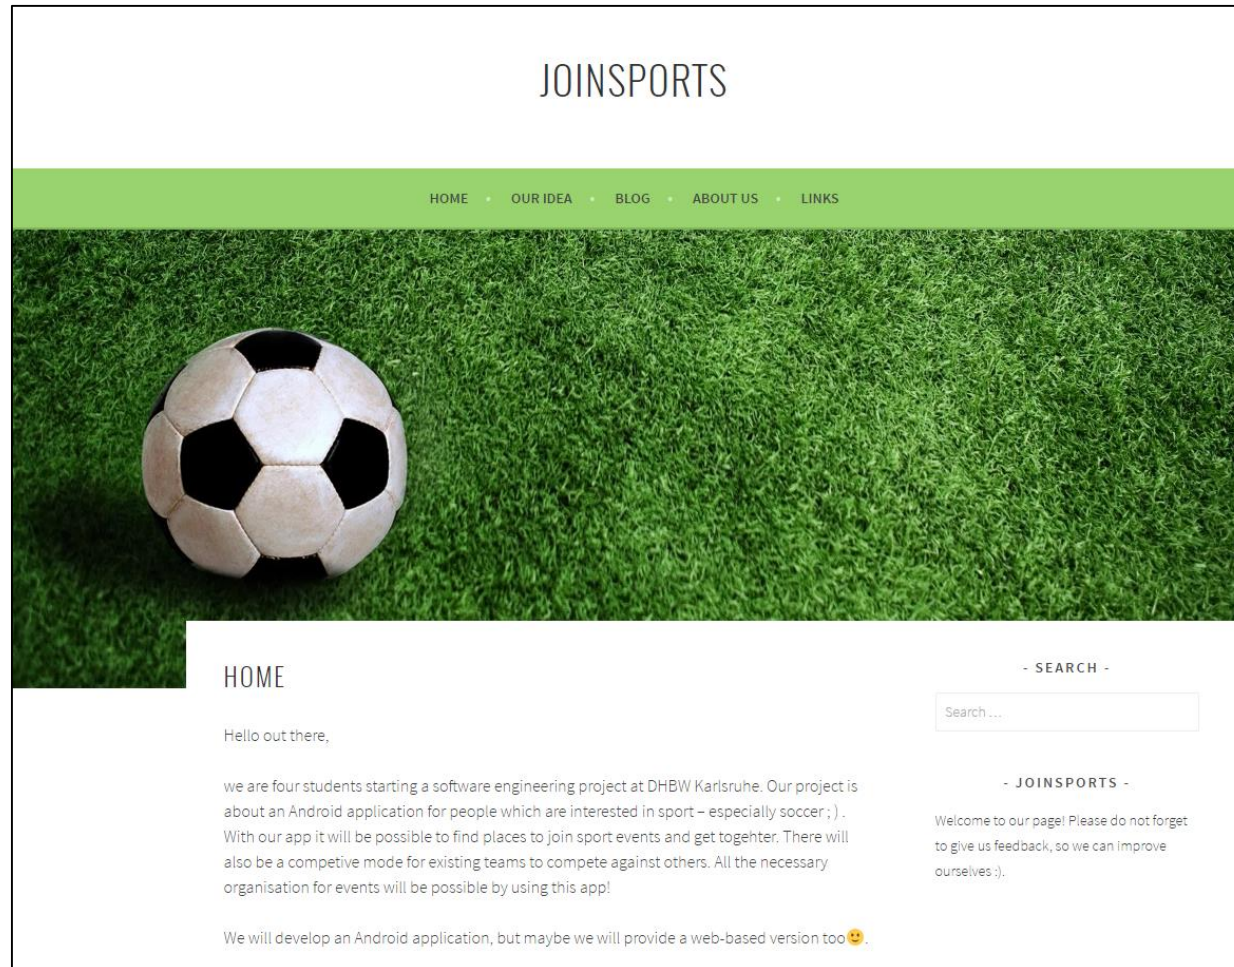 JOINSPORTS
HOME • OUR IDEA • BLOG • ABOUT US • LINKS
HOME
Hello out there,
we are four students starting a software engineering project at DHBW Karlsruhe. Our project is
about an Android application for people which are interested in sport – especially soccer ; ) .
With our app it will be possible to find places to join sport events and get togehter. There will
also be a competive mode for existing teams to compete against others. All the necessary
organisation for events will be possible by using this app!
We will develop an Android application, but maybe we will provide a web-based version too🙂.
- SEARCH -
Search …
- JOINSPORTS -
Welcome to our page! Please do not forget
to give us feedback, so we can improve
ourselves :).